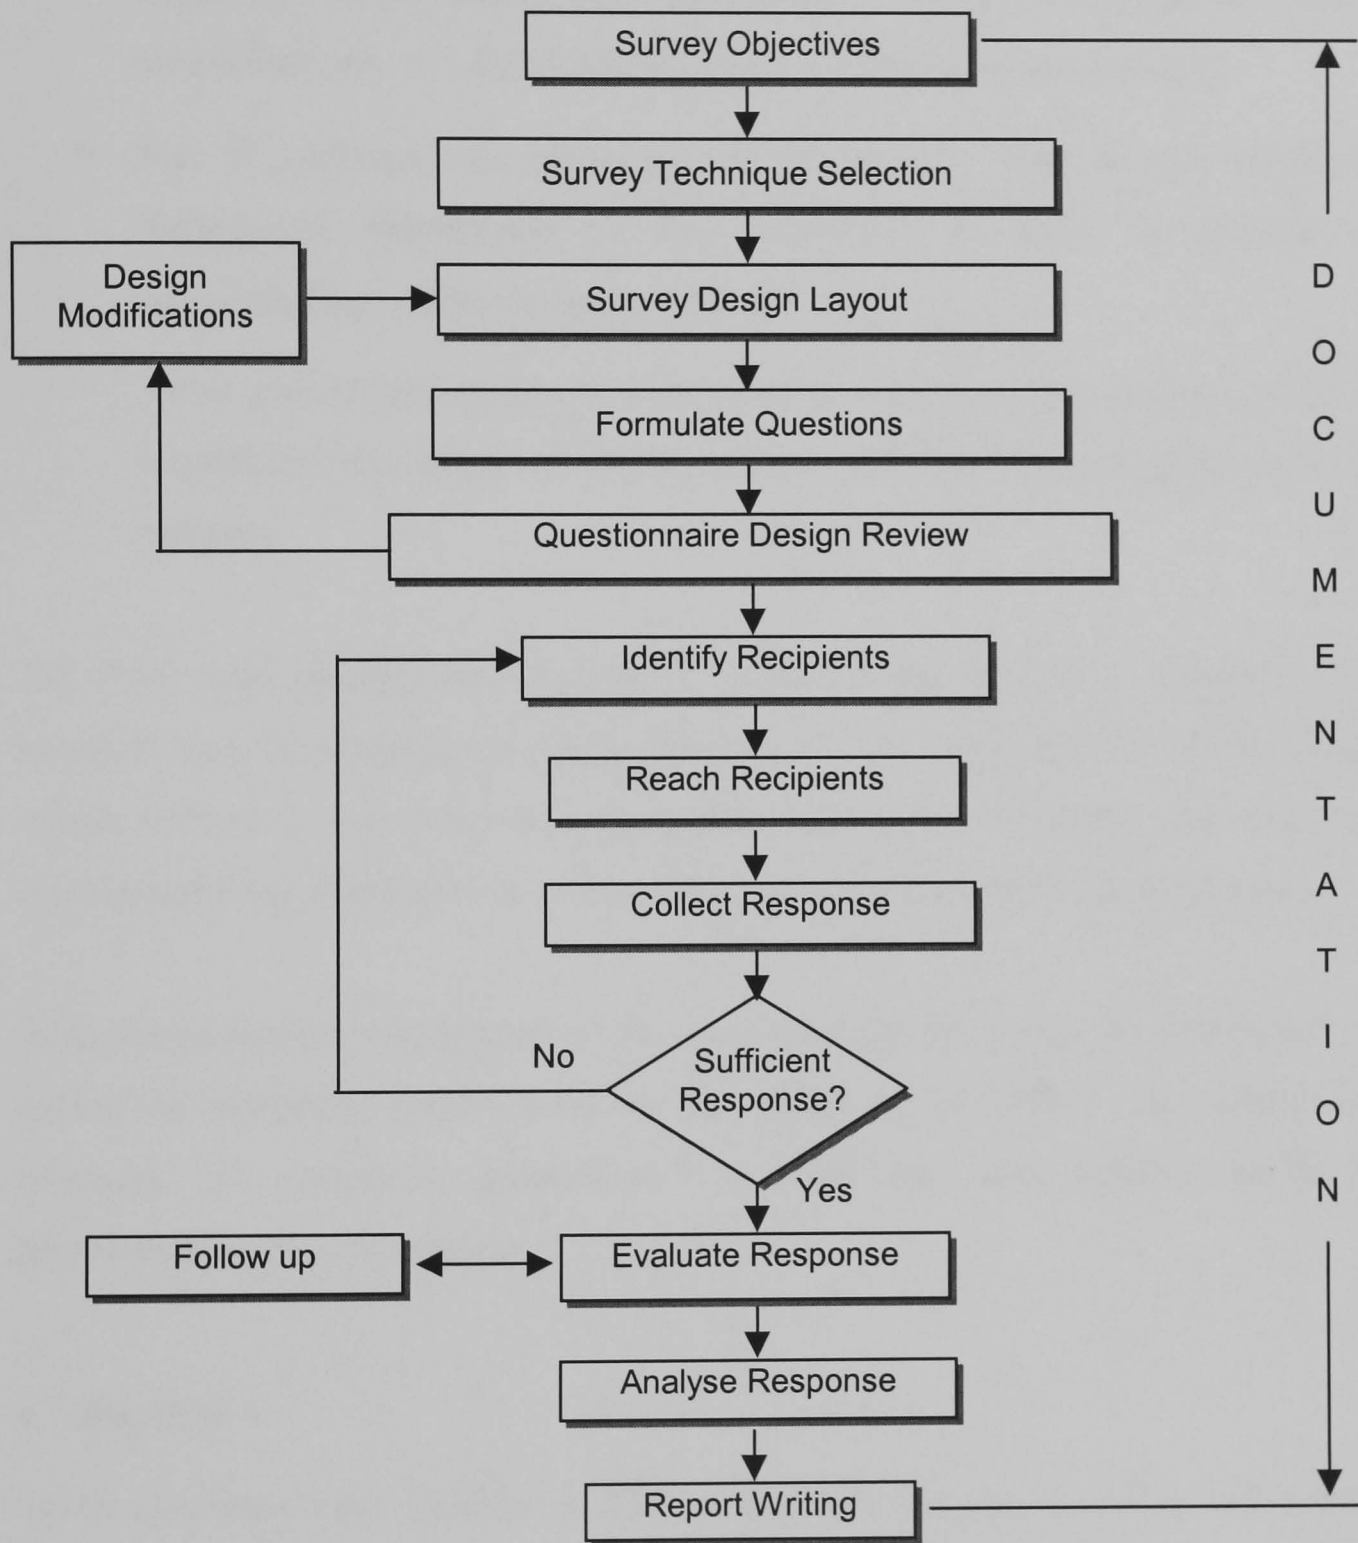 Survey Objectives
Survey Technique Selection
Design
Modifications
Survey Design Layout
Formulate Questions
Questionnaire Design Review
Identify Recipients
Reach Recipients
Collect Response
No
Sufficient
Response?
Yes
Follow up
Evaluate Response
Analyse Response
Report Writing
D
O
C
U
M
E
N
T
A
T
I
O
N